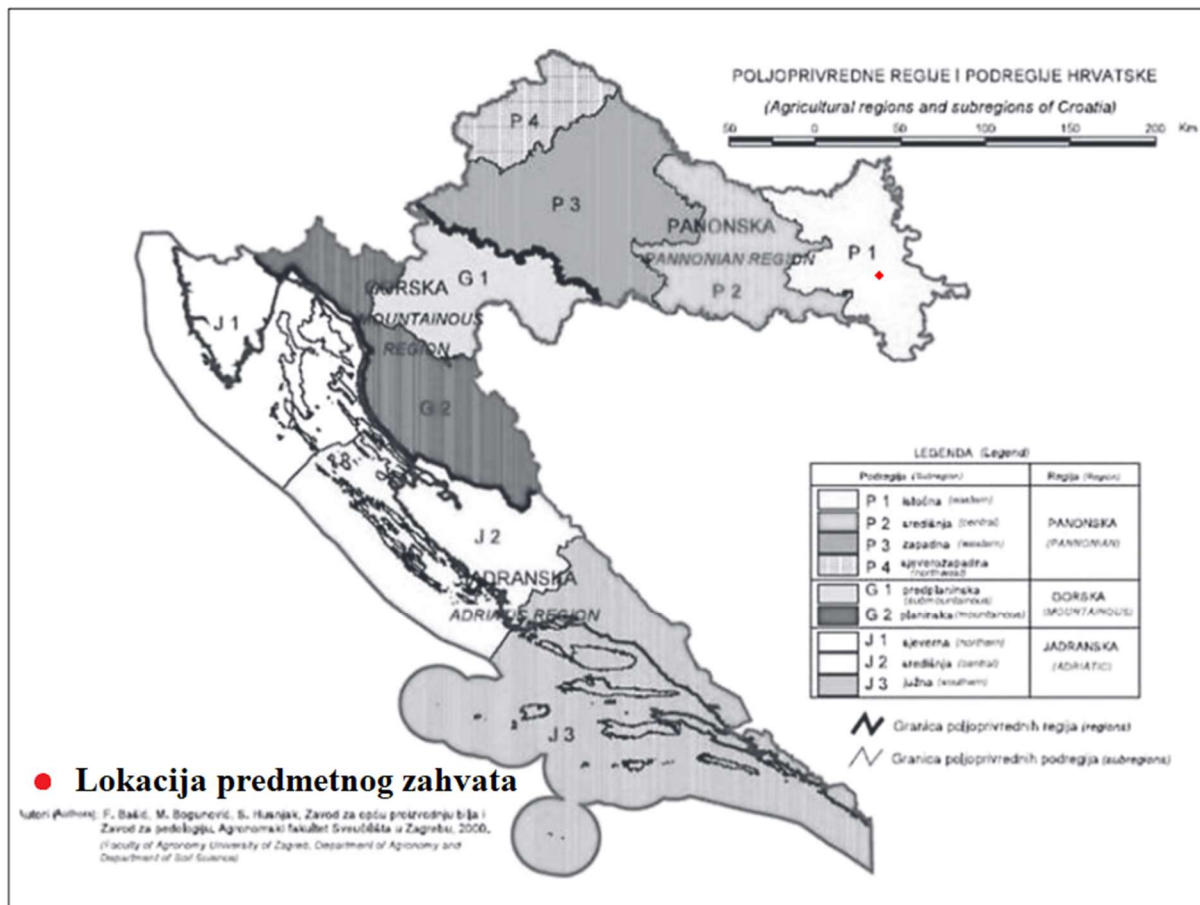 POLJOPRIVREDNE REGIJE I PODREGIJE HRVATSKE
(Agricultural regions and subregions of Croatia)
50 0 50 100 150 200 Km
P 4
P 3
PANONSKA
PANNONIAN REGION
P 2
P 1
G 1
GORSKA
MOUNTAINOUS
REGION
G 2
J 1
J 2
JADRANSKA
ADRIATIC REGION
J 3
LEGENDA (Legend)
Podregija (Subregion) Regija (Region)
P 1 istočna (eastern)
P 2 središnja (central)
P 3 zapadna (western)
P 4 sjeverozapadna
(northwest)
PANONSKA
(PANNONIAN)
G 1 predplaninska
(submountainous)
G 2 planinska (mountainous)
GORSKA
(MOUNTAINOUS)
J 1 sjeverna (northern)
J 2 središnja (central)
J 3 južna (southern)
JADRANSKA
(ADRIATIC)
Granica poljoprivrednih regija (regions)
Granica poljoprivrednih podregija (subregions)
Lokacija predmetnog zahvata
Autori (Authors): F. Bašić, M. Bogunović, S. Husnjak, Zavod za opću proizvodnju bilja i
Zavod za pedologiju, Agronomski fakultet Sveučilišta u Zagrebu, 2000.
(Faculty of Agronomy University of Zagreb, Department of Agronomy and
Department of Soil Science)